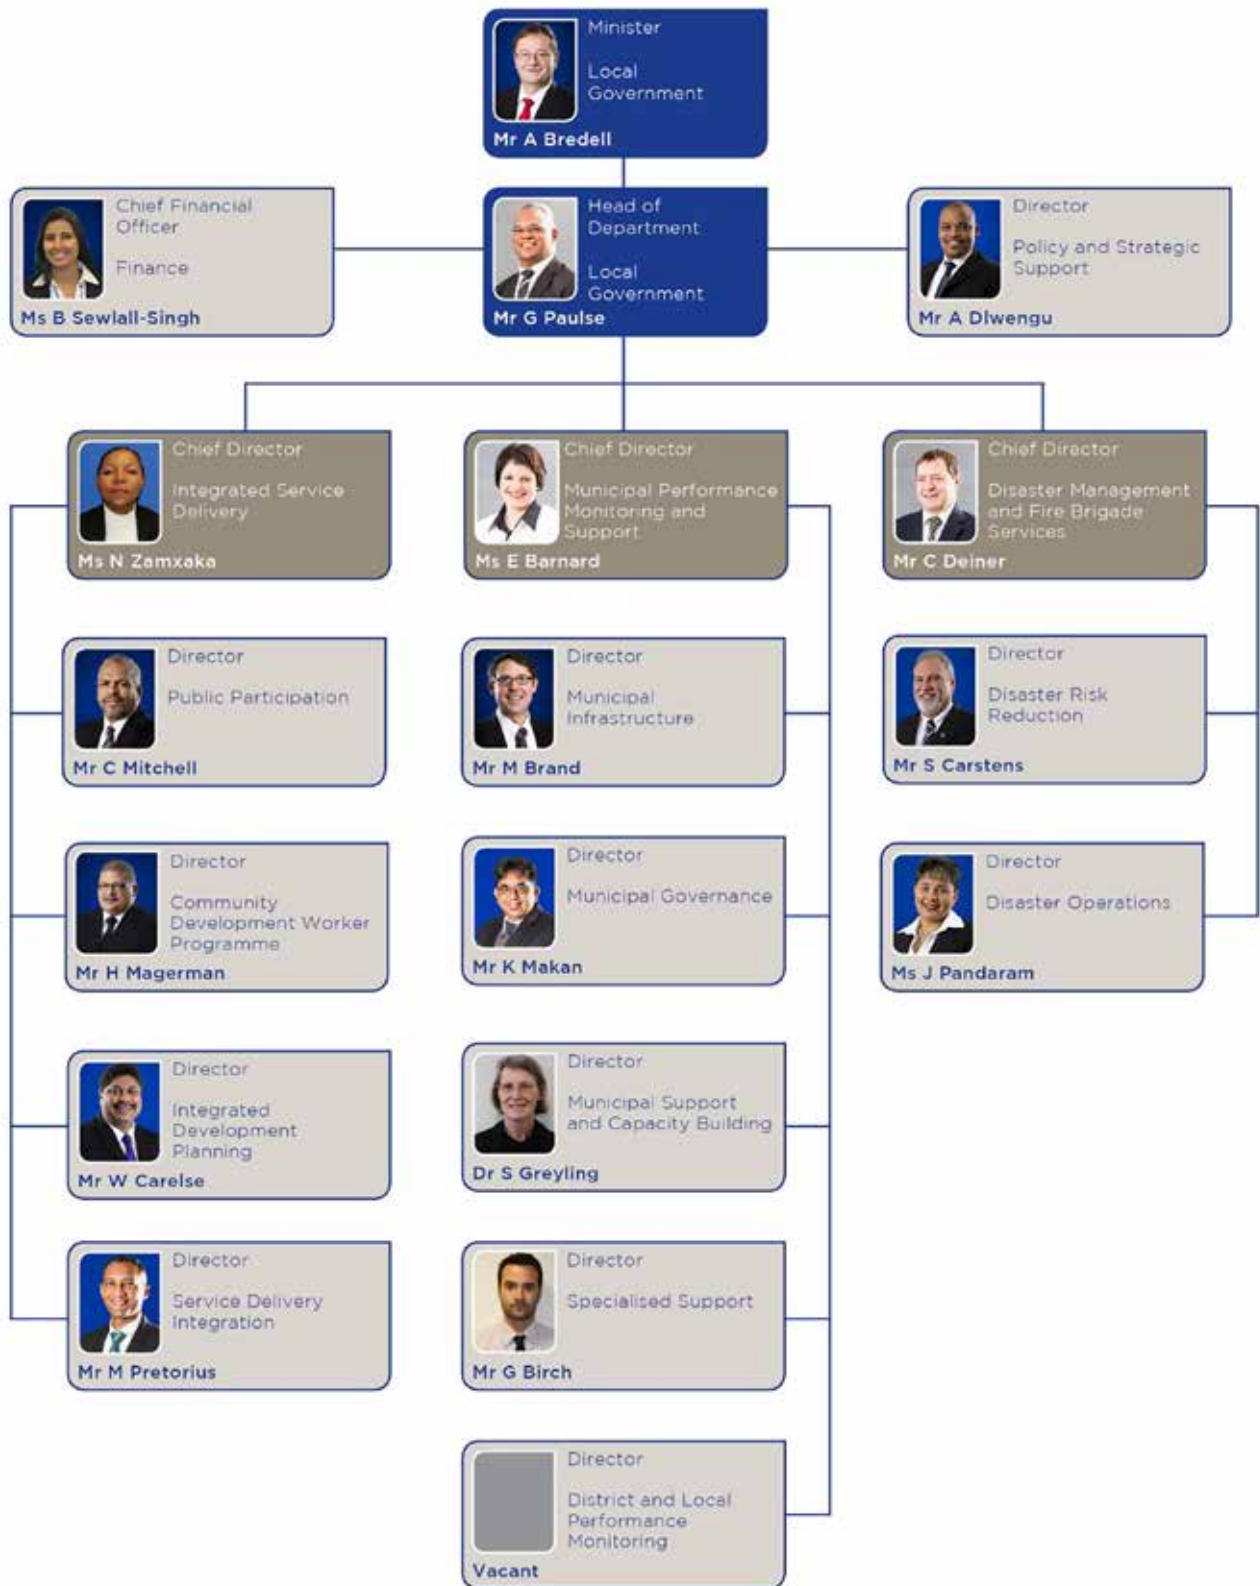 Minister
Local
Government
Mr A Bredell
Chief Financial
Officer
Finance
Ms B Sewlall-Singh
Head of
Department
Local
Government
Mr G Paulse
Director
Policy and Strategic
Support
Mr A Dlwengu
Chief Director
Integrated Service
Delivery
Ms N Zamxaka
Chief Director
Municipal Performance
Monitoring and
Support
Ms E Barnard
Chief Director
Disaster Management
and Fire Brigade
Services
Mr C Deiner
Director
Public Participation
Mr C Mitchell
Director
Municipal
Infrastructure
Mr M Brand
Director
Disaster Risk
Reduction
Mr S Carstens
Director
Community
Development Worker
Programme
Mr H Magerman
Director
Municipal Governance
Mr K Makan
Director
Disaster Operations
Ms J Pandaram
Director
Integrated
Development
Planning
Mr W Carelse
Director
Municipal Support
and Capacity Building
Dr S Greyling
Director
Service Delivery
Integration
Mr M Pretorius
Director
Specialised Support
Mr G Birch
Director
District and Local
Performance
Monitoring
Vacant